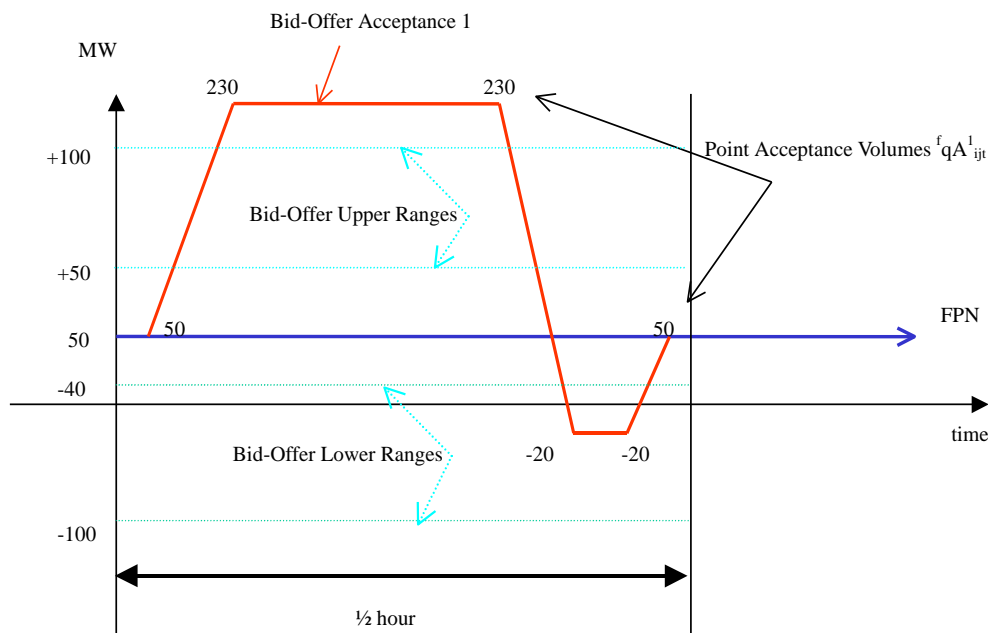 Bid-Offer Acceptance 1
MW
230
230
+100
Point Acceptance Volumes ᶠqA¹ᵢⱼₜ
Bid-Offer Upper Ranges
+50
FPN
50
50
50
-40
time
Bid-Offer Lower Ranges
-20
-20
-100
½ hour